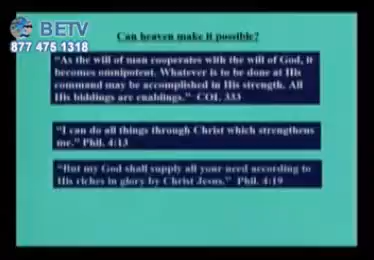 BETV
877 475 1318
Can heaven make it possible?
"As the will of man cooperates with the will of God, it
becomes omnipotent. Whatever is to be done at His
command may be accomplished in His strength. All
His biddings are enablings." COL 333
"I can do all things through Christ which strengthens
me." Phil. 4:13
"But my God shall supply all your need according to
His riches in glory by Christ Jesus." Phil. 4:19